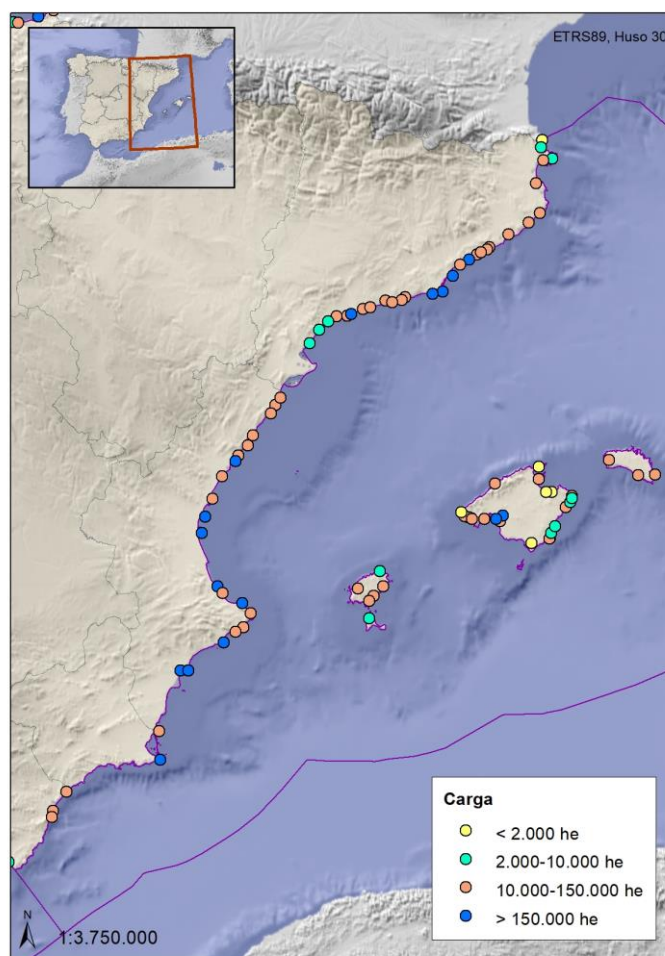 ETRS89, Huso 30
Carga
< 2.000 he
2.000-10.000 he
10.000-150.000 he
> 150.000 he
N
1:3.750.000